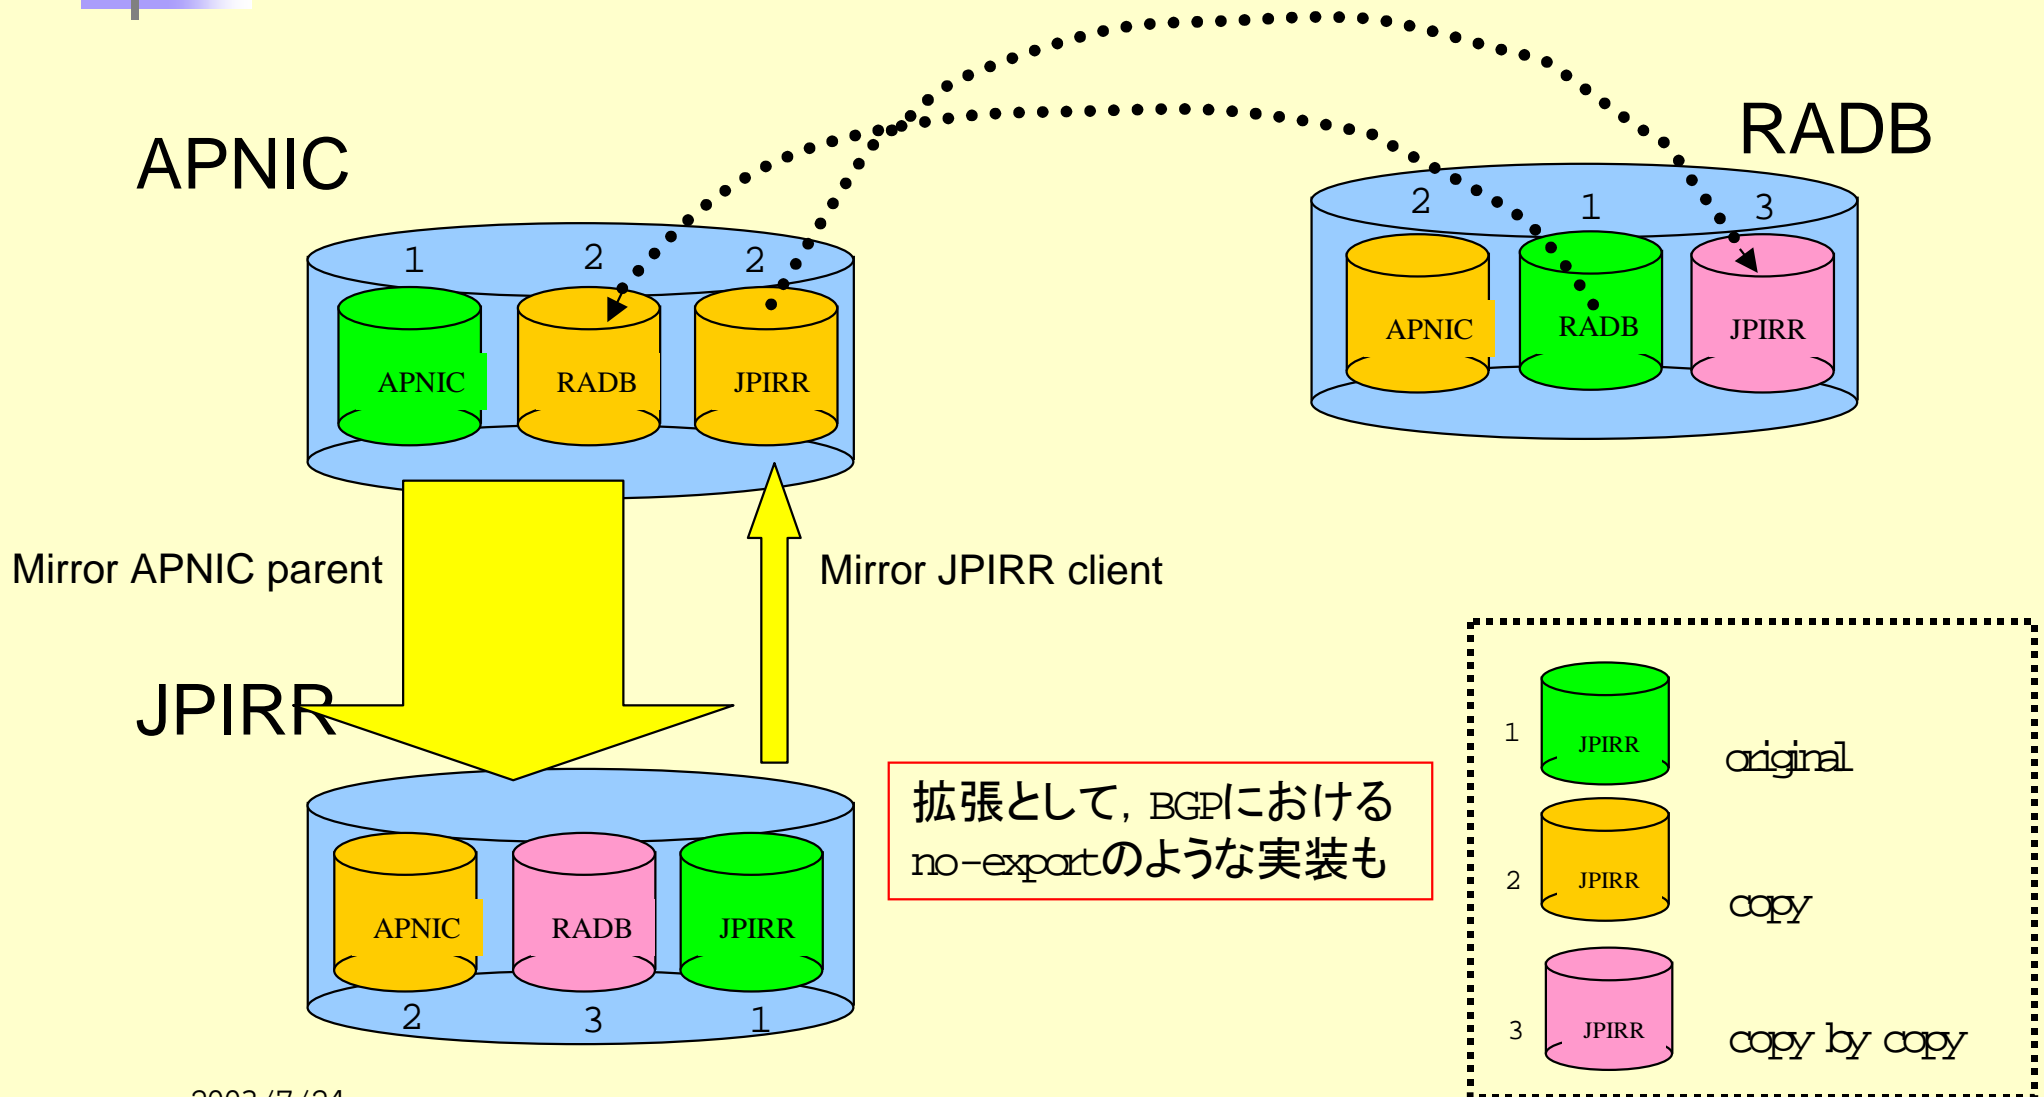 APNIC
RADB
1 2 2
APNIC RADB JPIRR
2 1 3
APNIC RADB JPIRR
Mirror APNIC parent
Mirror JPIRR client
JPIRR
拡張として, BGPにおける
no-exportのような実装も
APNIC RADB JPIRR
2 3 1
1 JPIRR original
2 JPIRR copy
3 JPIRR copy by copy